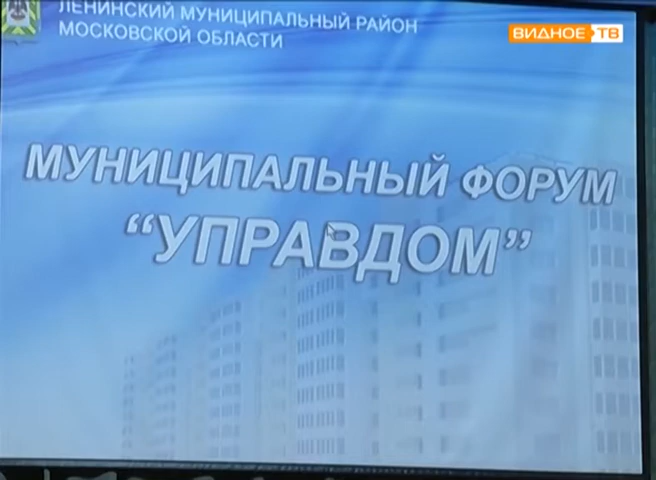 ЛЕНИНСКИЙ МУНИЦИПАЛЬНЫЙ РАЙОН
МОСКОВСКОЙ ОБЛАСТИ
ВИДНОЕ ТВ
МУНИЦИПАЛЬНЫЙ ФОРУМ
“УПРАВДОМ”